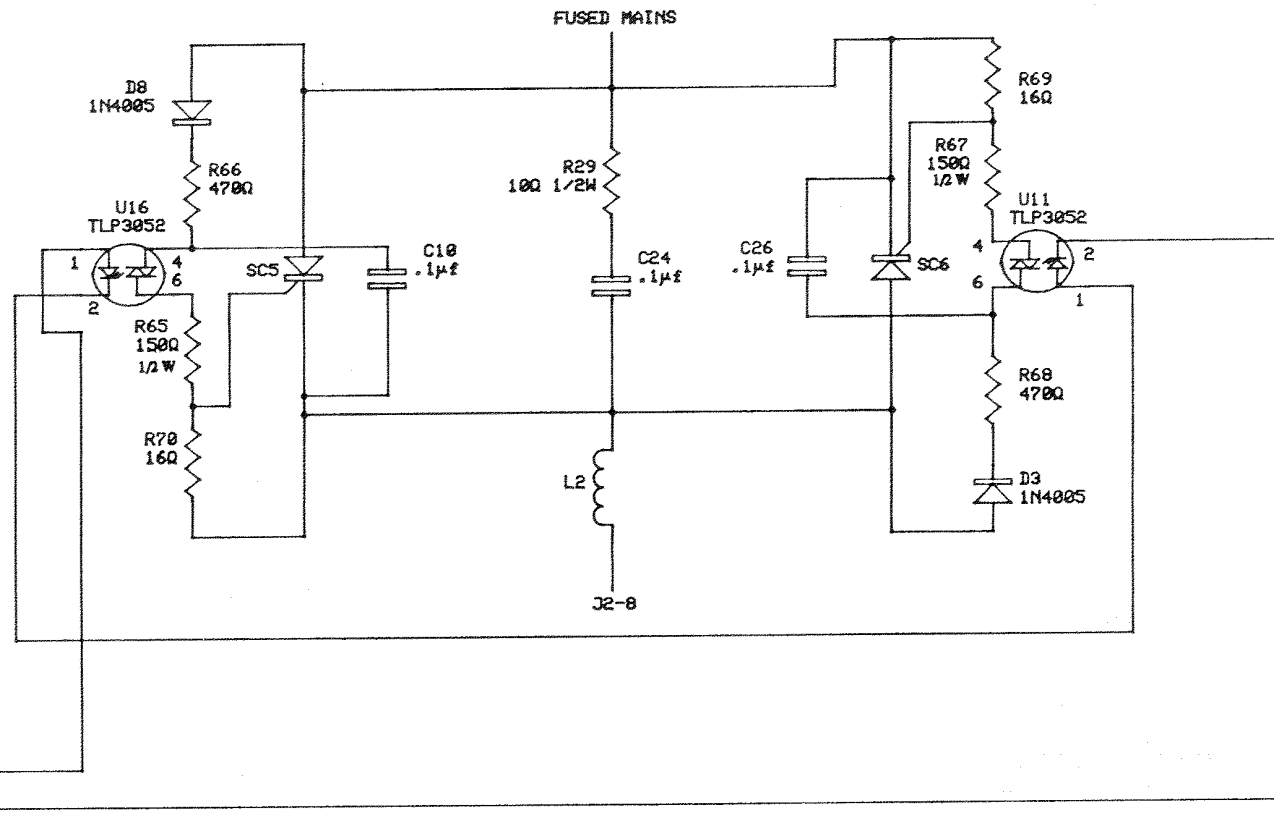 FUSED MAINS
D8
1N4005
R66
470Ω
U16
TLP3052
1
4
6
2
SC5
C10
.1µf
R65
150Ω
1/2 W
R70
16Ω
R29
10Ω 1/2W
C24
.1µf
L2
J2-8
R69
16Ω
R67
150Ω
1/2 W
U11
TLP3052
C26
.1µf
SC6
4
2
6
1
R68
470Ω
D3
1N4005